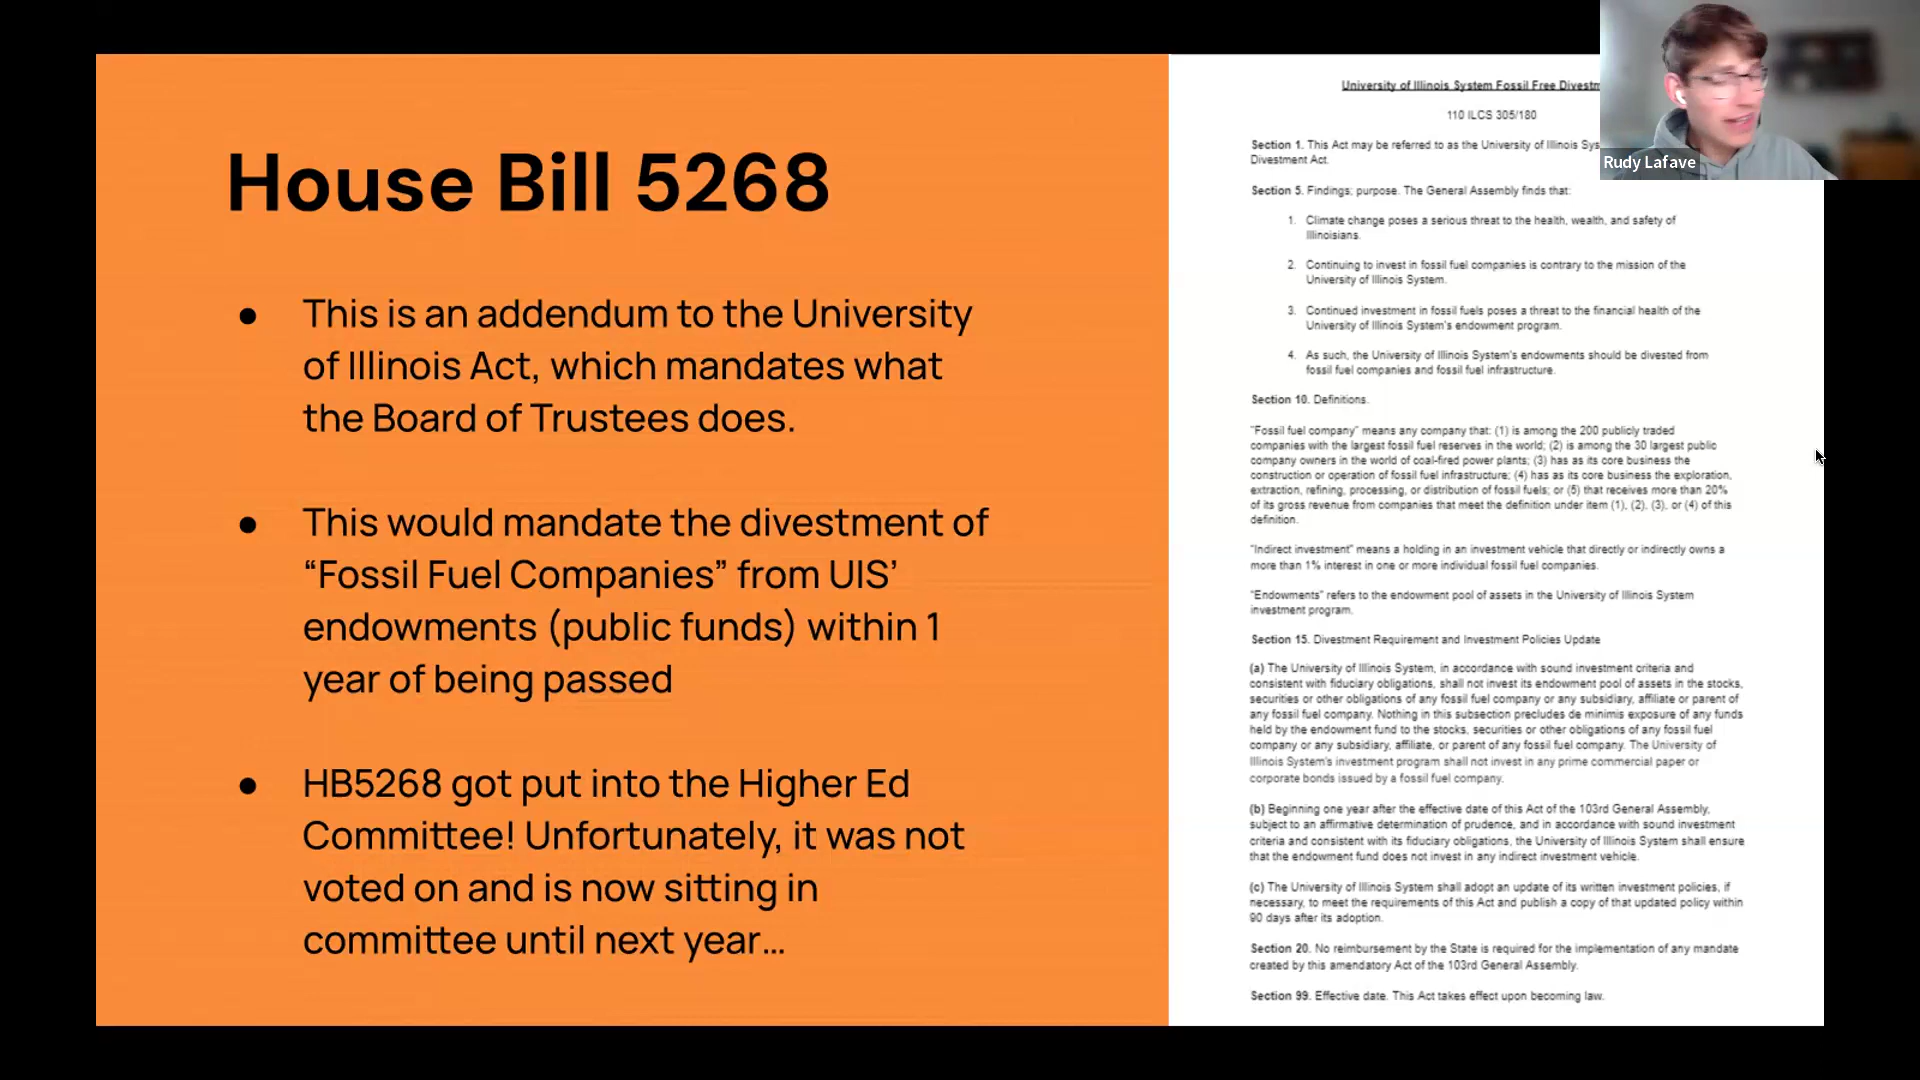 House Bill 5268
● This is an addendum to the University
of Illinois Act, which mandates what
the Board of Trustees does.
● This would mandate the divestment of
“Fossil Fuel Companies” from UIS’
endowments (public funds) within 1
year of being passed
● HB5268 got put into the Higher Ed
Committee! Unfortunately, it was not
voted on and is now sitting in
committee until next year...
University of Illinois System Fossil Free
110 ILCS 305/180
Section 1. This Act may be referred to as the University of Illinois
Divestment Act.
Section 5. Findings; purpose. The General Assembly finds that:
1. Climate change poses a serious threat to the health, wealth, and safety of
Illinoisians.
2. Continuing to invest in fossil fuel companies is contrary to the mission of the
University of Illinois System.
3. Continued investment in fossil fuels poses a threat to the financial health of the
University of Illinois System's endowment program.
4. As such, the University of Illinois System's endowments should be divested from
fossil fuel companies and fossil fuel infrastructure.
Section 10. Definitions.
“Fossil fuel company” means any company that: (1) is among the 200 publicly traded
companies with the largest fossil fuel reserves in the world; (2) is among the 30 largest public
company owners in the world of coal-fired power plants; (3) has as its core business the
construction or operation of fossil fuel infrastructure; (4) has as its core business the exploration,
extraction, refining, processing, or distribution of fossil fuels; or (5) that receives more than 20%
of its gross revenue from companies that meet the definition under item (1), (2), (3), or (4) of this
definition.
“Indirect investment” means a holding in an investment vehicle that directly or indirectly owns a
more than 1% interest in one or more individual fossil fuel companies.
“Endowments” refers to the endowment pool of assets in the University of Illinois System
investment program.
Section 15. Divestment Requirement and Investment Policies Update
(a) The University of Illinois System, in accordance with sound investment criteria and
consistent with fiduciary obligations, shall not invest its endowment pool of assets in the stocks,
securities or other obligations of any fossil fuel company or any subsidiary, affiliate or parent of
any fossil fuel company. Nothing in this subsection precludes de minimis exposure of any funds
held by the endowment fund to the stocks, securities or other obligations of any fossil fuel
company or any subsidiary, affiliate, or parent of any fossil fuel company. The University of
Illinois System's investment program shall not invest in any prime commercial paper or
corporate bonds issued by a fossil fuel company.
(b) Beginning one year after the effective date of this Act of the 103rd General Assembly,
subject to an affirmative determination of prudence, and in accordance with sound investment
criteria and consistent with its fiduciary obligations, the University of Illinois System shall ensure
that the endowment fund does not invest in any indirect investment vehicle.
(c) The University of Illinois System shall adopt an update of its written investment policies, if
necessary, to meet the requirements of this Act and publish a copy of that updated policy within
90 days after its adoption.
Section 20. No reimbursement by the State is required for the implementation of any mandate
created by this amendatory Act of the 103rd General Assembly.
Section 99. Effective date. This Act takes effect upon becoming law.
Rudy Lafave